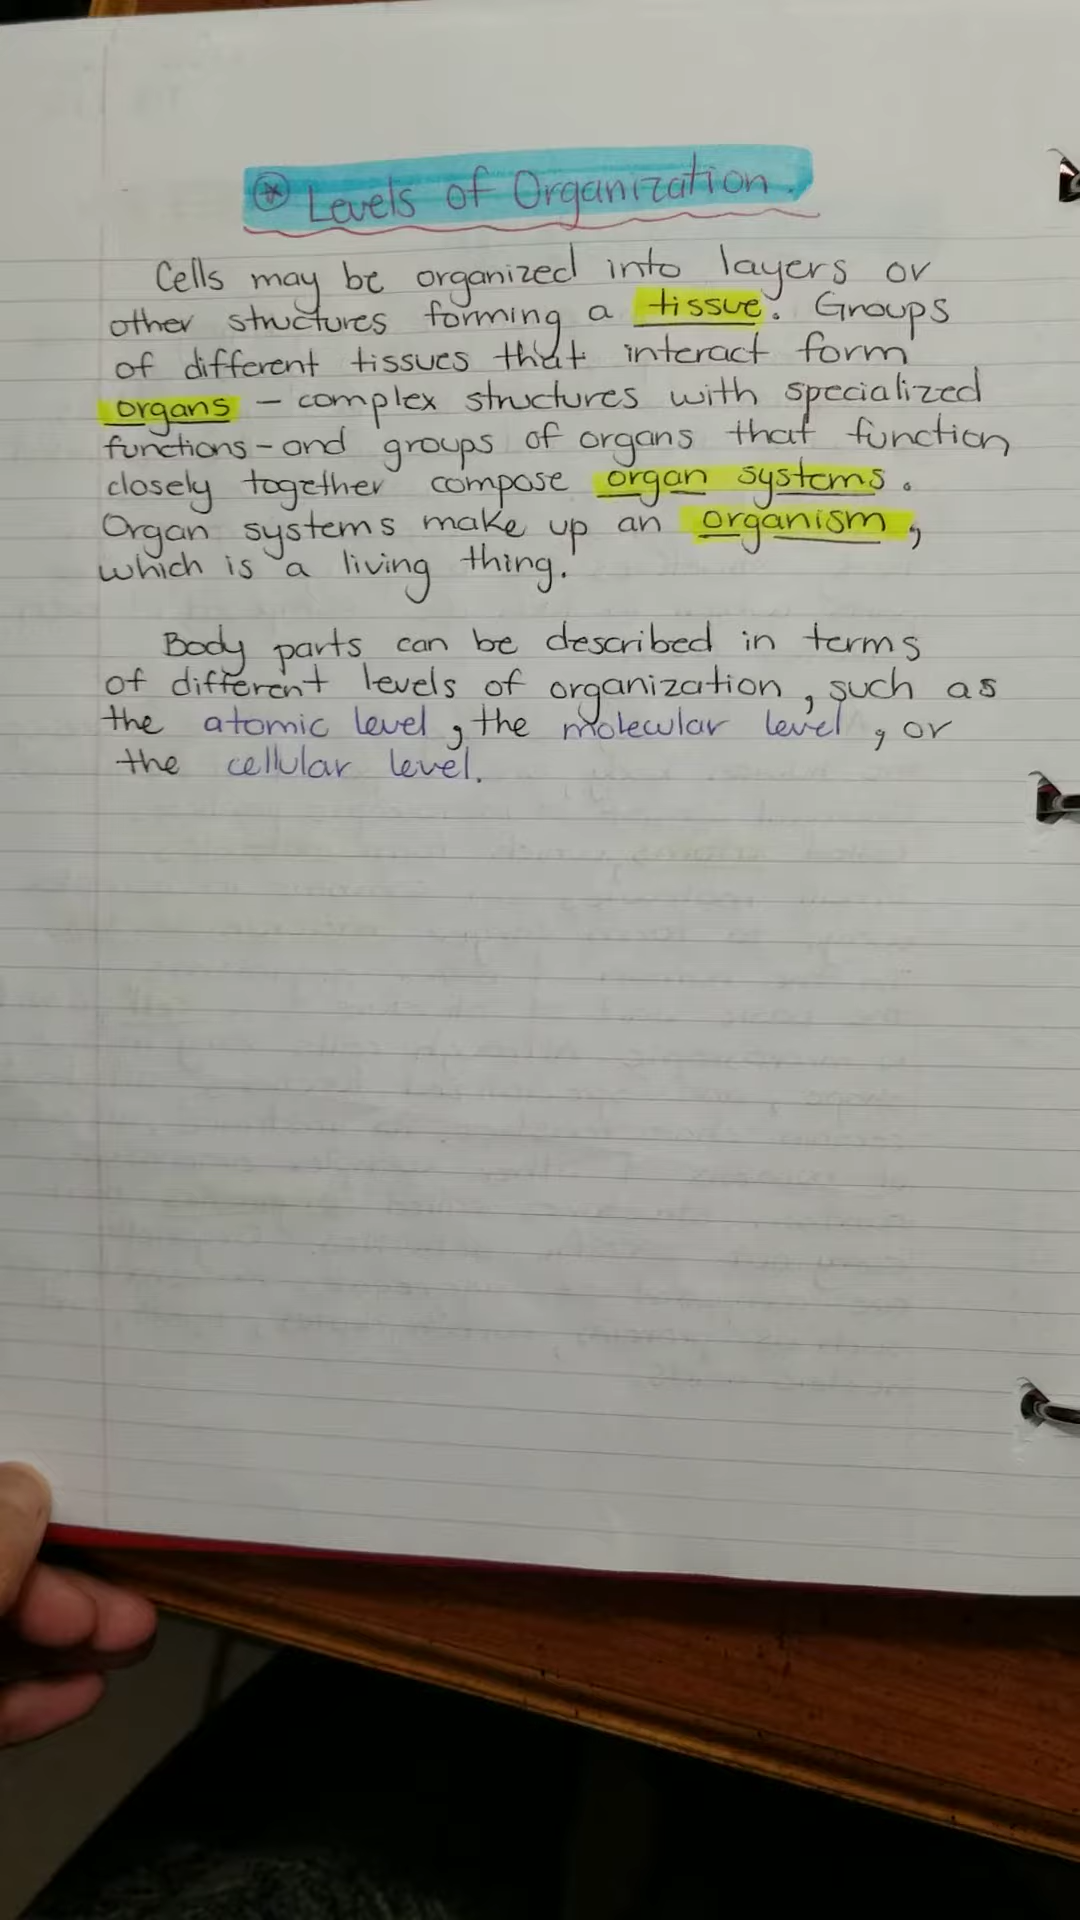 Levels of Organization.
Cells may be organized into layers or
other structures forming a tissue. Groups
of different tissues that interact form
organs – complex structures with specialized
functions – and groups of organs that function
closely together compose organ systems.
Organ systems make up an organism,
which is a living thing.
Body parts can be described in terms
of different levels of organization, such as
the atomic level, the molecular level, or
the cellular level.